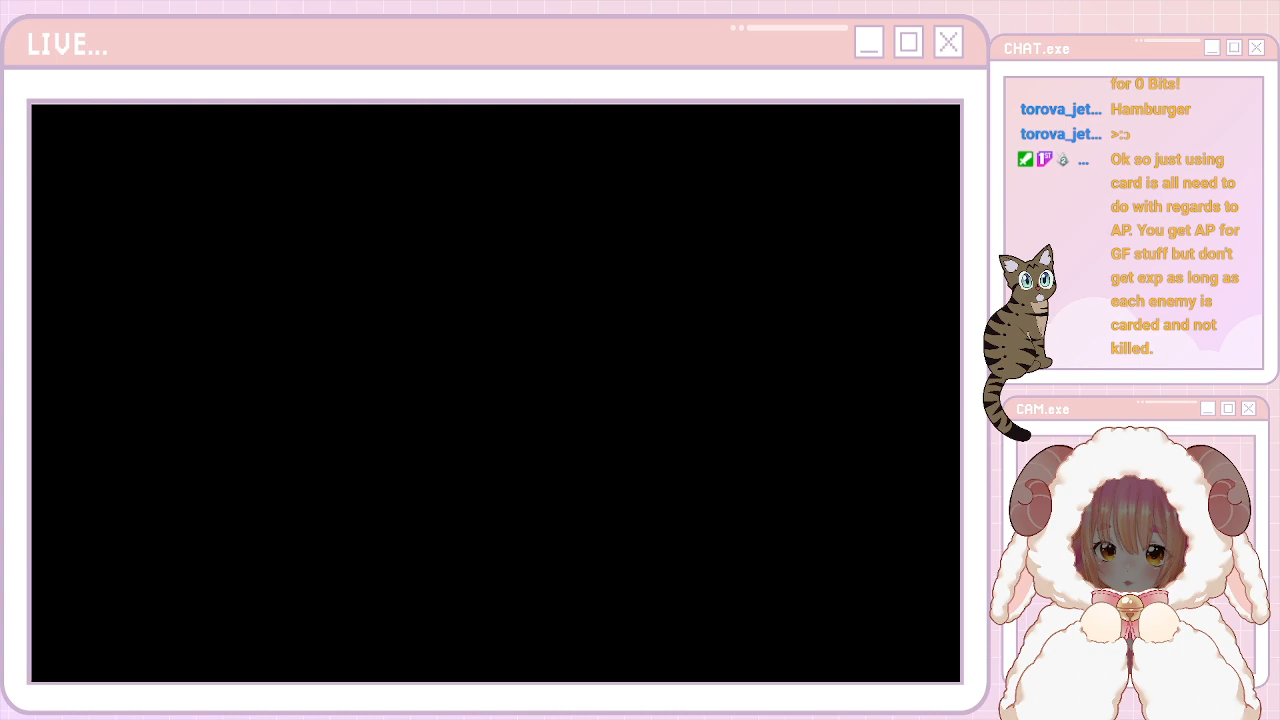 LIVE...
CHAT.exe
for 0 Bits!
torova_jet... Hamburger
torova_jet... >:⊃
1ST 2 ... Ok so just using
card is all need to
do with regards to
AP. You get AP for
GF stuff but don't
get exp as long as
each enemy is
carded and not
killed.
CAM.exe